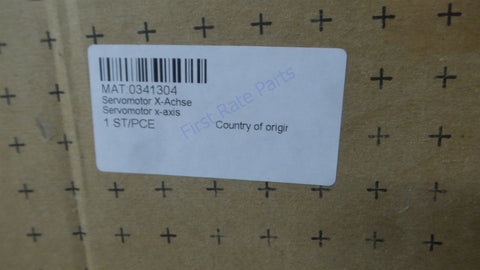 MAT 0341304
Servomotor X-Achse
Servomotor x-axis
1 ST/PCE
Country of origir
First Rate Parts